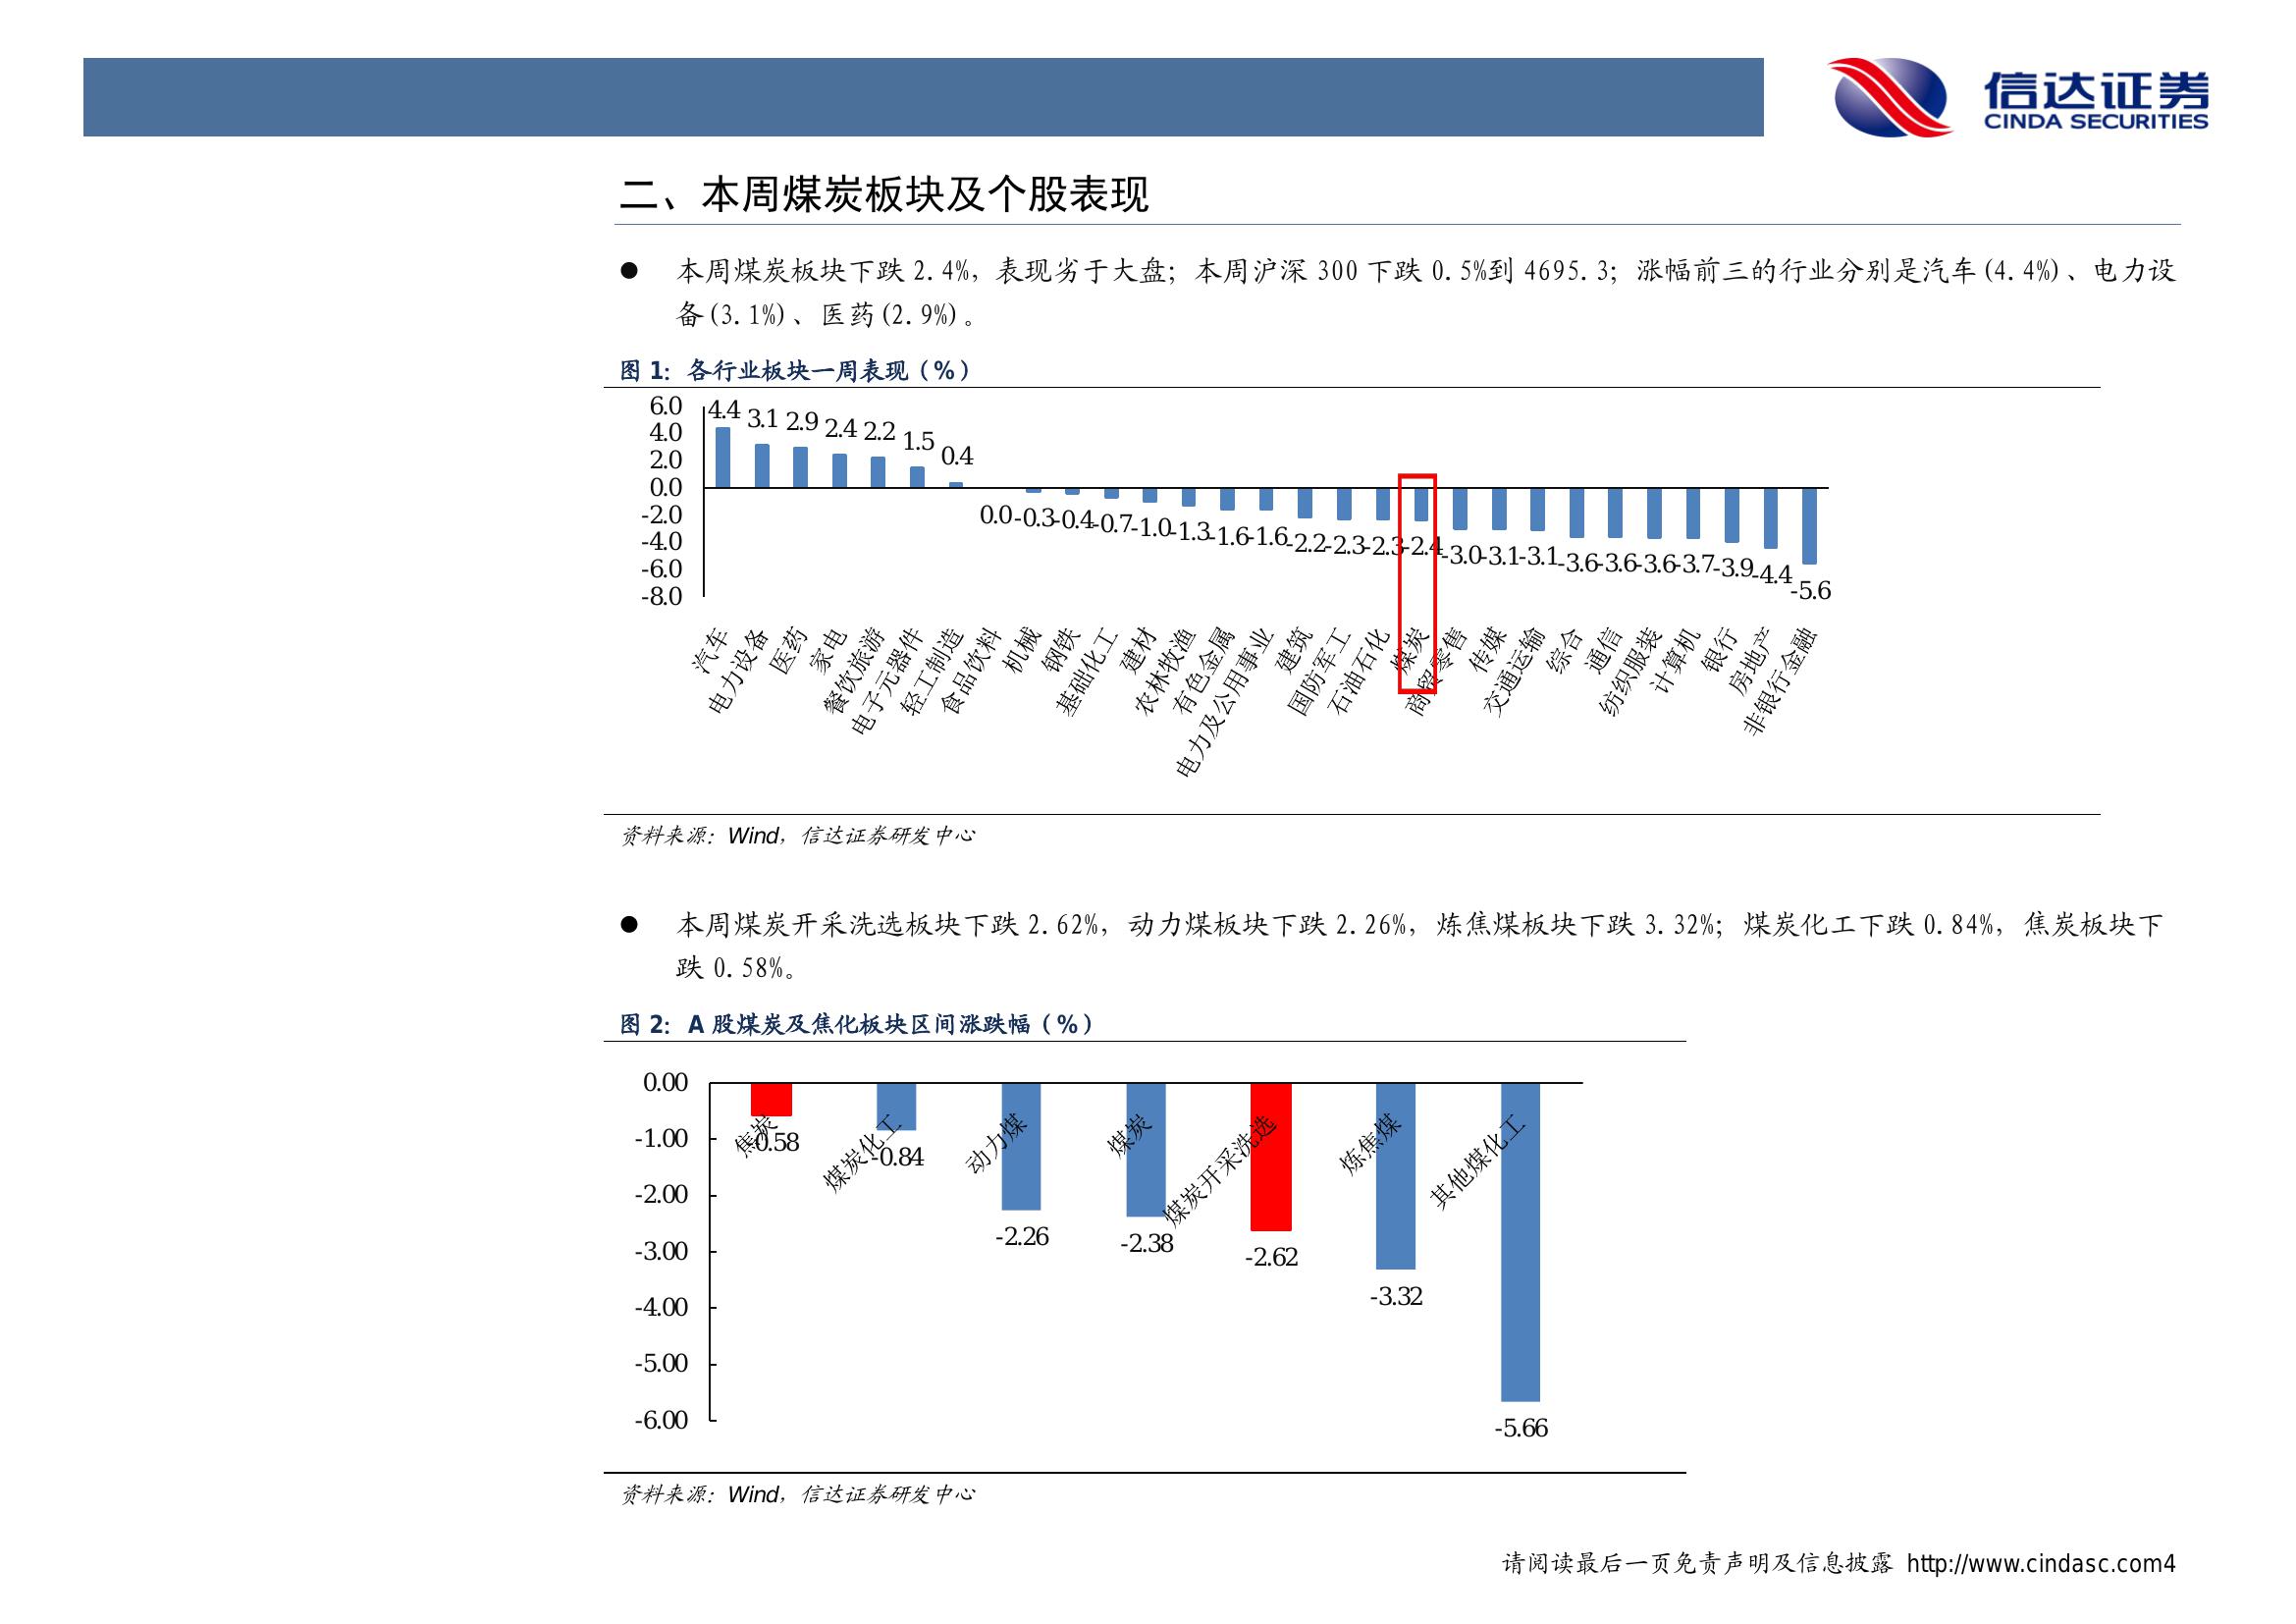 信达证券
CINDA SECURITIES
二、本周煤炭板块及个股表现
● 本周煤炭板块下跌 2.4%，表现劣于大盘；本周沪深 300 下跌 0.5%到 4695.3；涨幅前三的行业分别是汽车(4.4%)、电力设
备(3.1%)、医药(2.9%)。
图 1：各行业板块一周表现（%）
6.0
4.0
2.0
0.0
-2.0
-4.0
-6.0
-8.0
4.4 3.1 2.9 2.4 2.2 1.5 0.4
0.0 -0.3 -0.4 -0.7 -1.0 -1.3 -1.6 -1.6 -2.2 -2.3 -2.3 -2.4 -3.0 -3.1 -3.1 -3.6 -3.6 -3.6 -3.7 -3.9 -4.4 -5.6
汽车
电力设备
医药
家电
餐饮旅游
电子元器件
轻工制造
食品饮料
机械
钢铁
基础化工
建材
农林牧渔
有色金属
电力及公用事业
建筑
国防军工
石油石化
煤炭
商贸零售
传媒
交通运输
综合
通信
纺织服装
计算机
银行
房地产
非银行金融
资料来源：Wind，信达证券研发中心
● 本周煤炭开采洗选板块下跌 2.62%，动力煤板块下跌 2.26%，炼焦煤板块下跌 3.32%；煤炭化工下跌 0.84%，焦炭板块下
跌 0.58%。
图 2：A 股煤炭及焦化板块区间涨跌幅（%）
0.00
-1.00
-2.00
-3.00
-4.00
-5.00
-6.00
焦炭
煤炭化工
动力煤
煤炭
煤炭开采洗选
炼焦煤
其他煤化工
-0.58
-0.84
-2.26
-2.38
-2.62
-3.32
-5.66
资料来源：Wind，信达证券研发中心
请阅读最后一页免责声明及信息披露 http://www.cindasc.com4